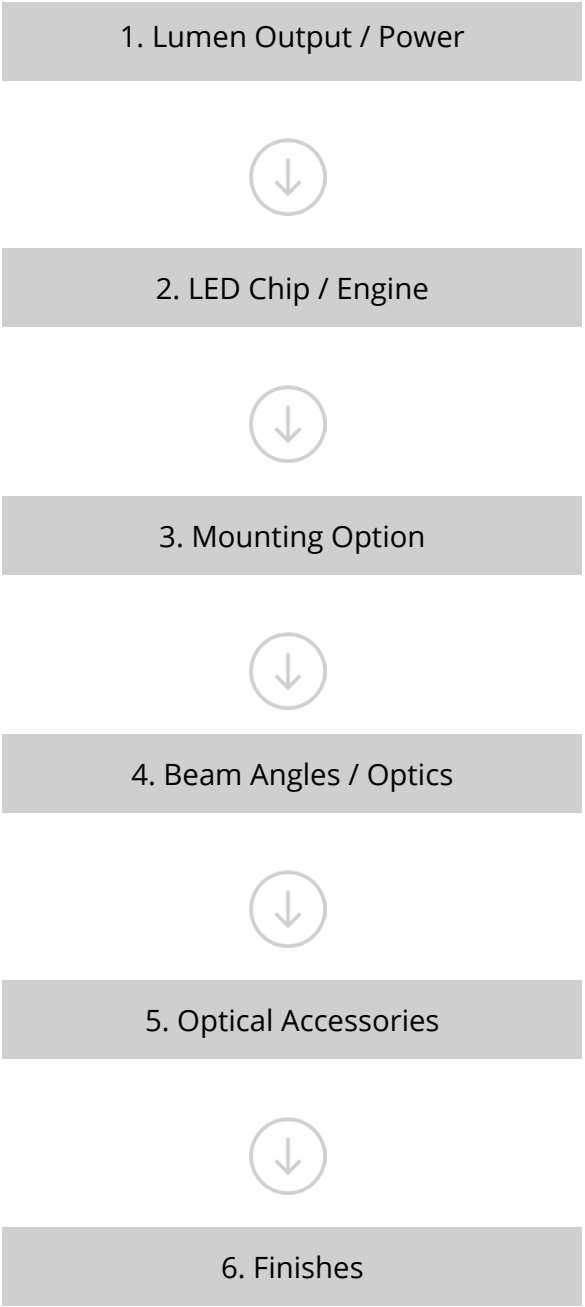 1. Lumen Output / Power
2. LED Chip / Engine
3. Mounting Option
4. Beam Angles / Optics
5. Optical Accessories
6. Finishes